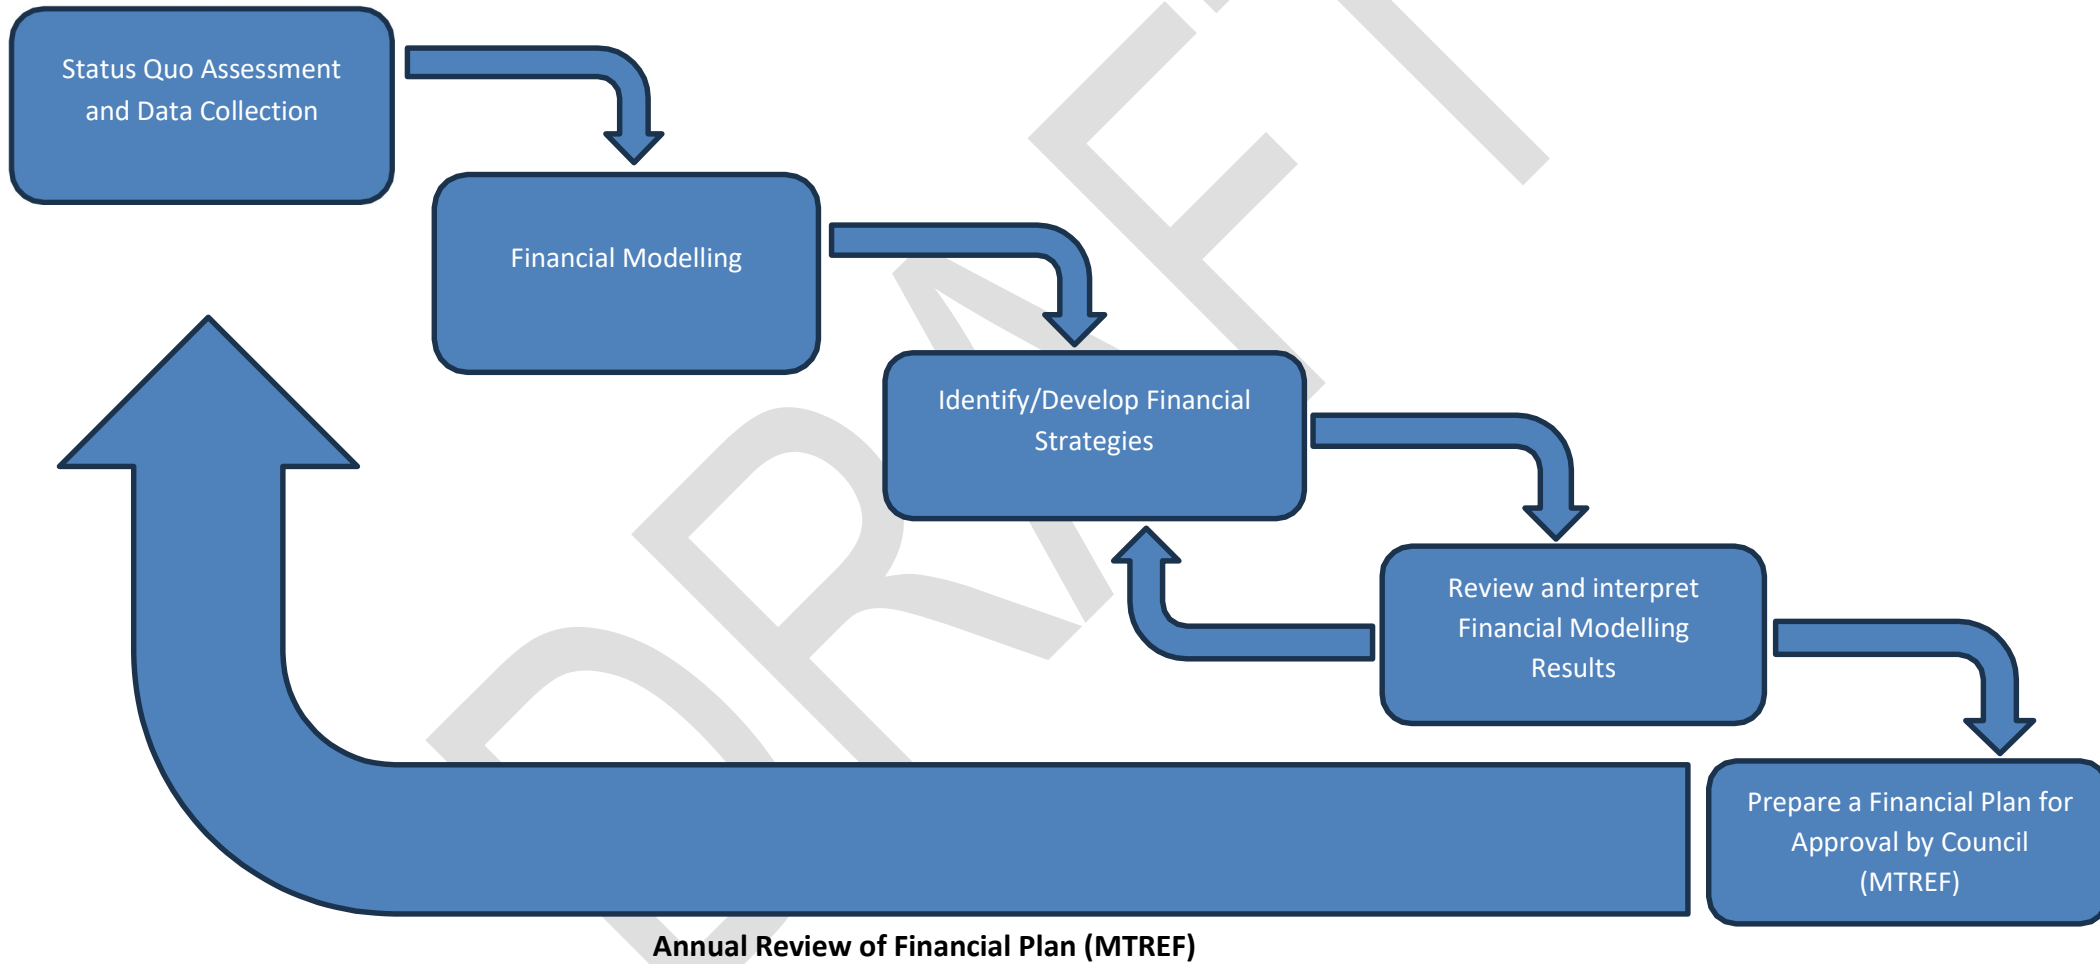 Status Quo Assessment
and Data Collection
Financial Modelling
Identify/Develop Financial
Strategies
Review and interpret
Financial Modelling
Results
Prepare a Financial Plan for
Approval by Council
(MTREF)
Annual Review of Financial Plan (MTREF)
DRAFT